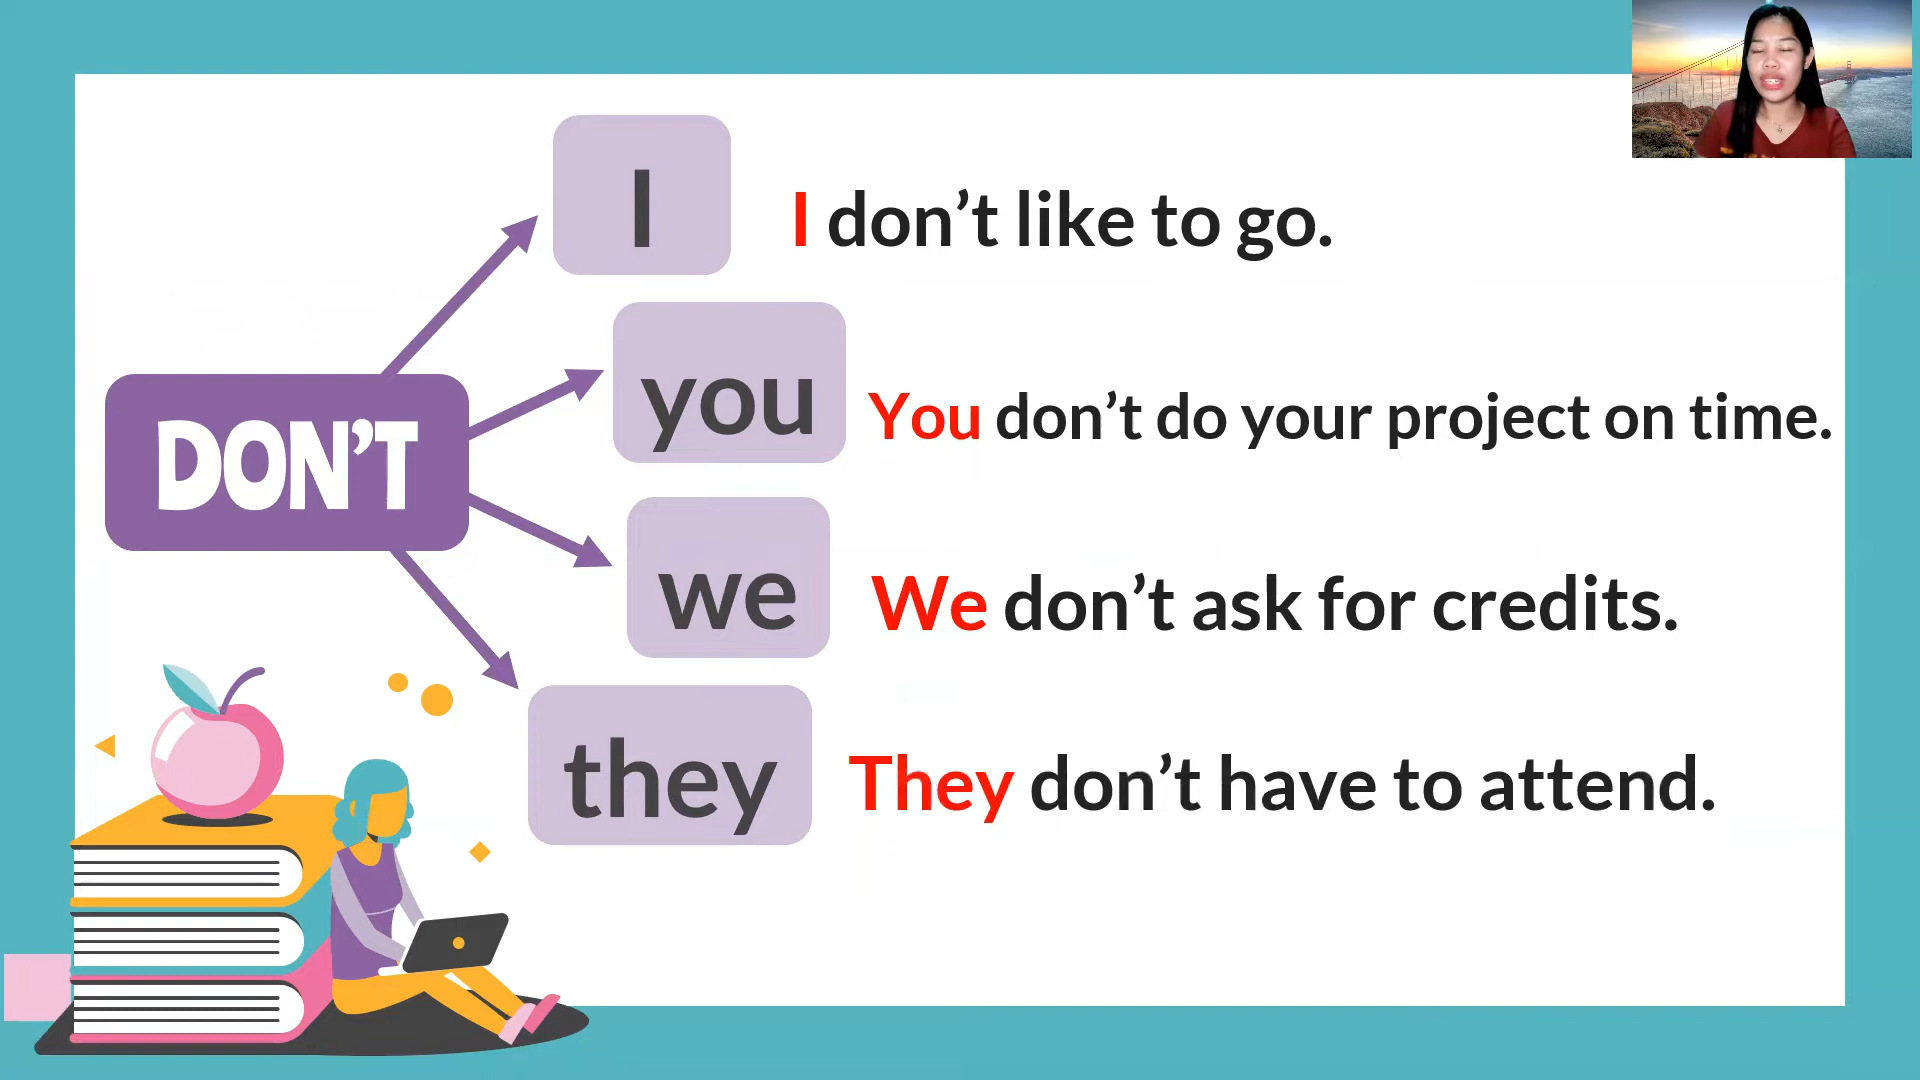 DON’T
I
I don’t like to go.
you
You don’t do your project on time.
we
We don’t ask for credits.
they
They don’t have to attend.